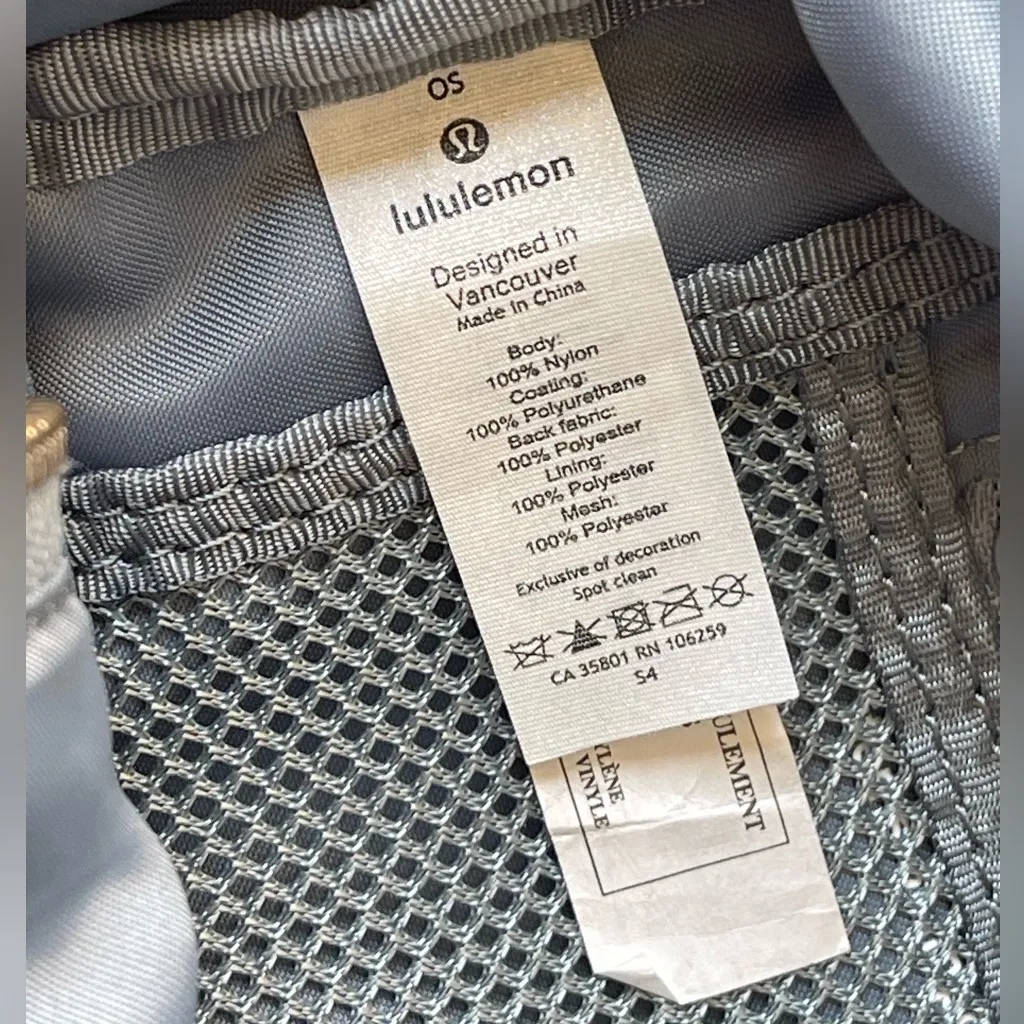 OS
lululemon
Designed in
Vancouver
Made in China
Body:
100% Nylon
Coating:
100% Polyurethane
Back fabric:
100% Polyester
Lining:
100% Polyester
Mesh:
100% Polyester
Exclusive of decoration
Spot clean
CA 35801 RN 106259
S4
ULEMENT
YLÈNE
VINYLE